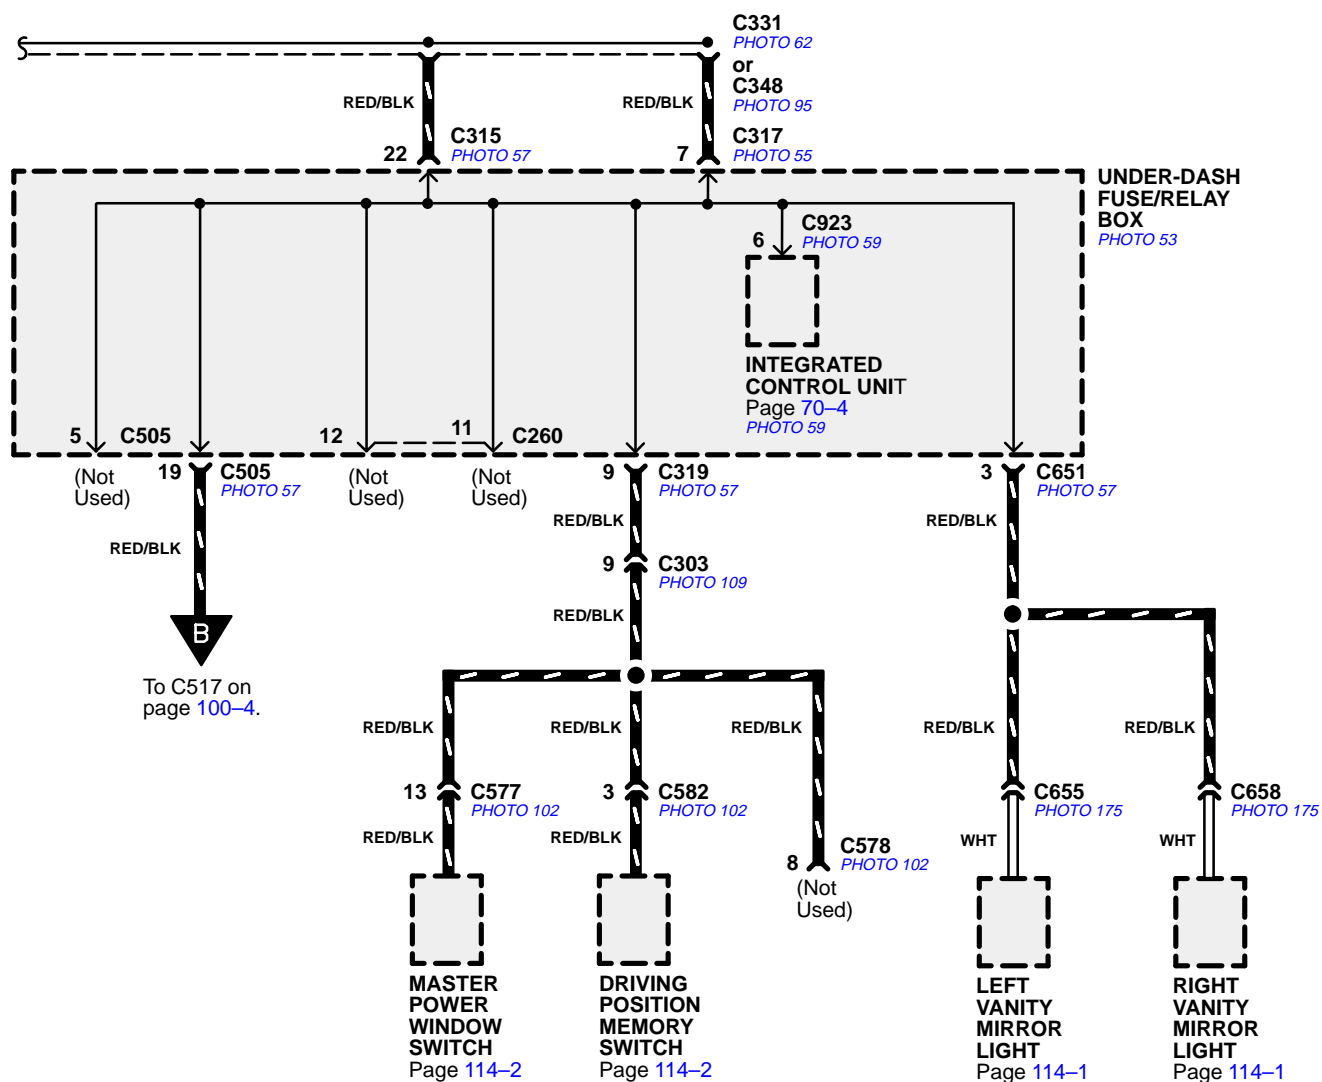 C331
PHOTO 62
or
C348
PHOTO 95
RED/BLK
RED/BLK
22
C315
PHOTO 57
7
C317
PHOTO 55
UNDER-DASH
FUSE/RELAY
BOX
PHOTO 53
6
C923
PHOTO 59
INTEGRATED
CONTROL UNIT
Page 70–4
PHOTO 59
5
C505
12
11
C260
(Not
Used)
19
C505
PHOTO 57
(Not
Used)
(Not
Used)
9
C319
PHOTO 57
3
C651
PHOTO 57
RED/BLK
RED/BLK
RED/BLK
9
C303
PHOTO 109
RED/BLK
B
To C517 on
page 100–4.
RED/BLK
RED/BLK
RED/BLK
RED/BLK
RED/BLK
13
C577
PHOTO 102
3
C582
PHOTO 102
C655
PHOTO 175
C658
PHOTO 175
RED/BLK
RED/BLK
WHT
WHT
8
C578
PHOTO 102
(Not
Used)
MASTER
POWER
WINDOW
SWITCH
Page 114–2
DRIVING
POSITION
MEMORY
SWITCH
Page 114–2
LEFT
VANITY
MIRROR
LIGHT
Page 114–1
RIGHT
VANITY
MIRROR
LIGHT
Page 114–1